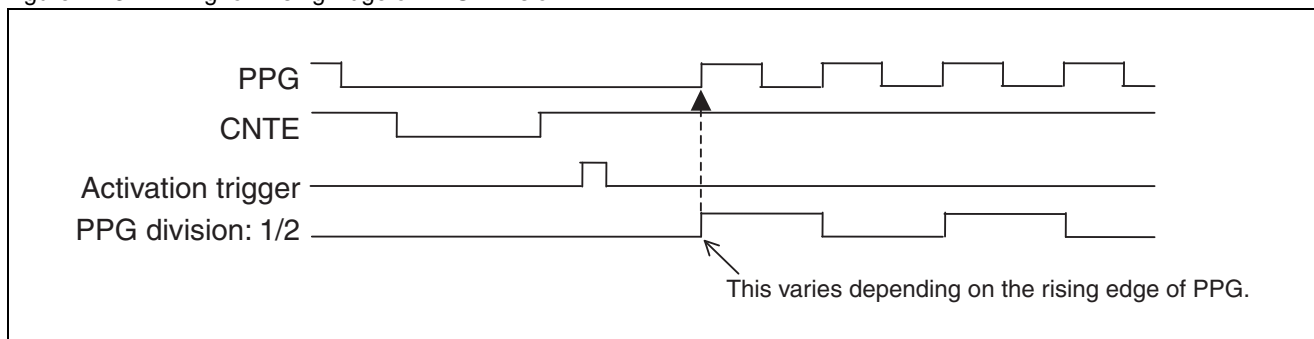 PPG
CNTE
Activation trigger
PPG division: 1/2
This varies depending on the rising edge of PPG.